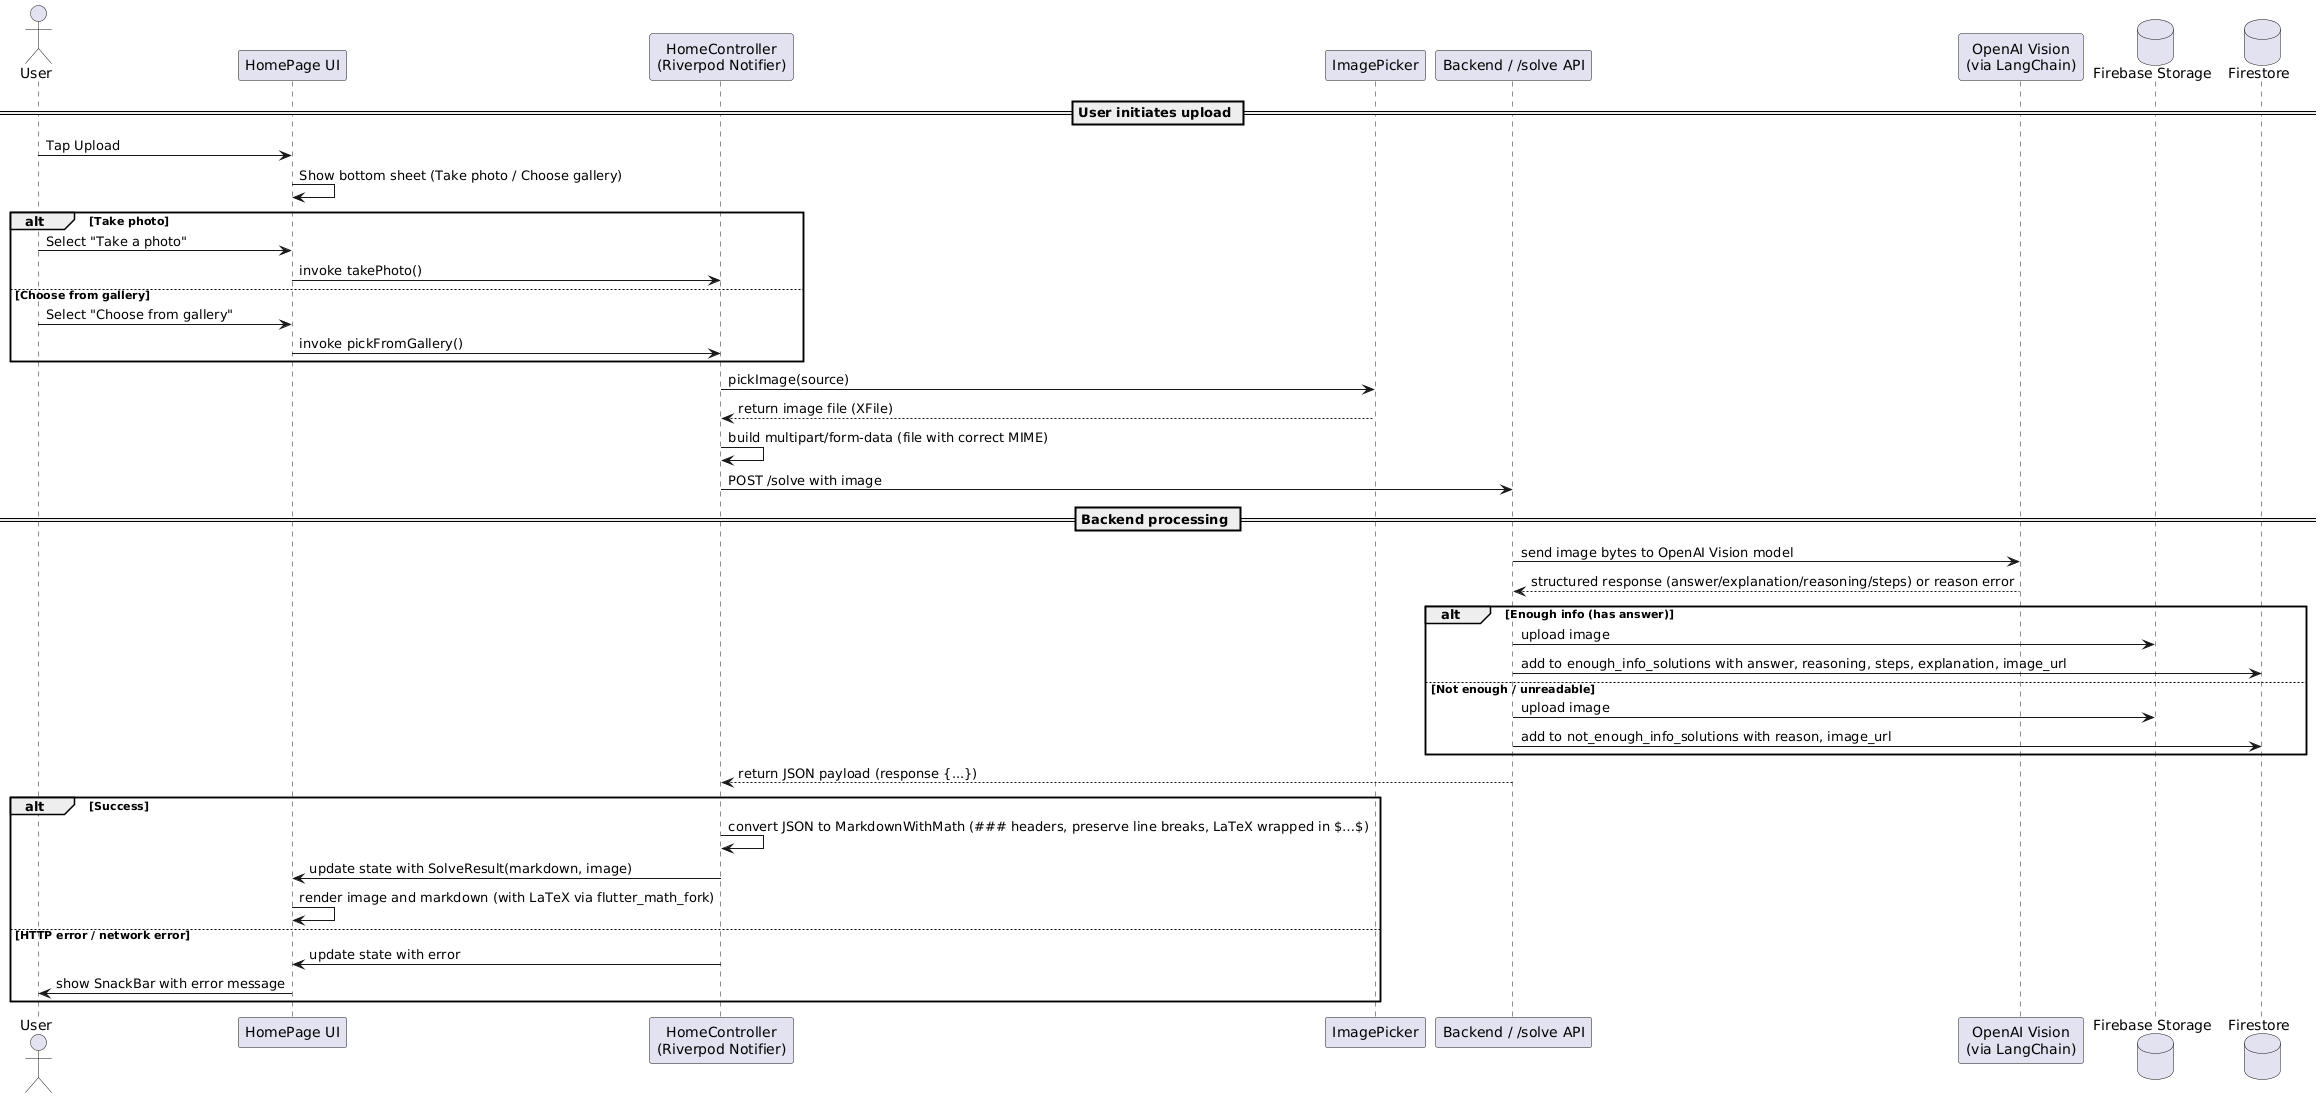 User
HomePage UI
HomeController
(Riverpod Notifier)
ImagePicker
Backend / /solve API
OpenAI Vision
(via LangChain)
Firebase Storage
Firestore
User initiates upload
Tap Upload
Show bottom sheet (Take photo / Choose gallery)
alt [Take photo]
Select "Take a photo"
invoke takePhoto()
[Choose from gallery]
Select "Choose from gallery"
invoke pickFromGallery()
pickImage(source)
return image file (XFile)
build multipart/form-data (file with correct MIME)
POST /solve with image
Backend processing
send image bytes to OpenAI Vision model
structured response (answer/explanation/reasoning/steps) or reason error
alt [Enough info (has answer)]
upload image
add to enough_info_solutions with answer, reasoning, steps, explanation, image_url
[Not enough / unreadable]
upload image
add to not_enough_info_solutions with reason, image_url
return JSON payload (response {...})
alt [Success]
convert JSON to MarkdownWithMath (### headers, preserve line breaks, LaTeX wrapped in $...$)
update state with SolveResult(markdown, image)
render image and markdown (with LaTeX via flutter_math_fork)
[HTTP error / network error]
update state with error
show SnackBar with error message
User
HomePage UI
HomeController
(Riverpod Notifier)
ImagePicker
Backend / /solve API
OpenAI Vision
(via LangChain)
Firebase Storage
Firestore